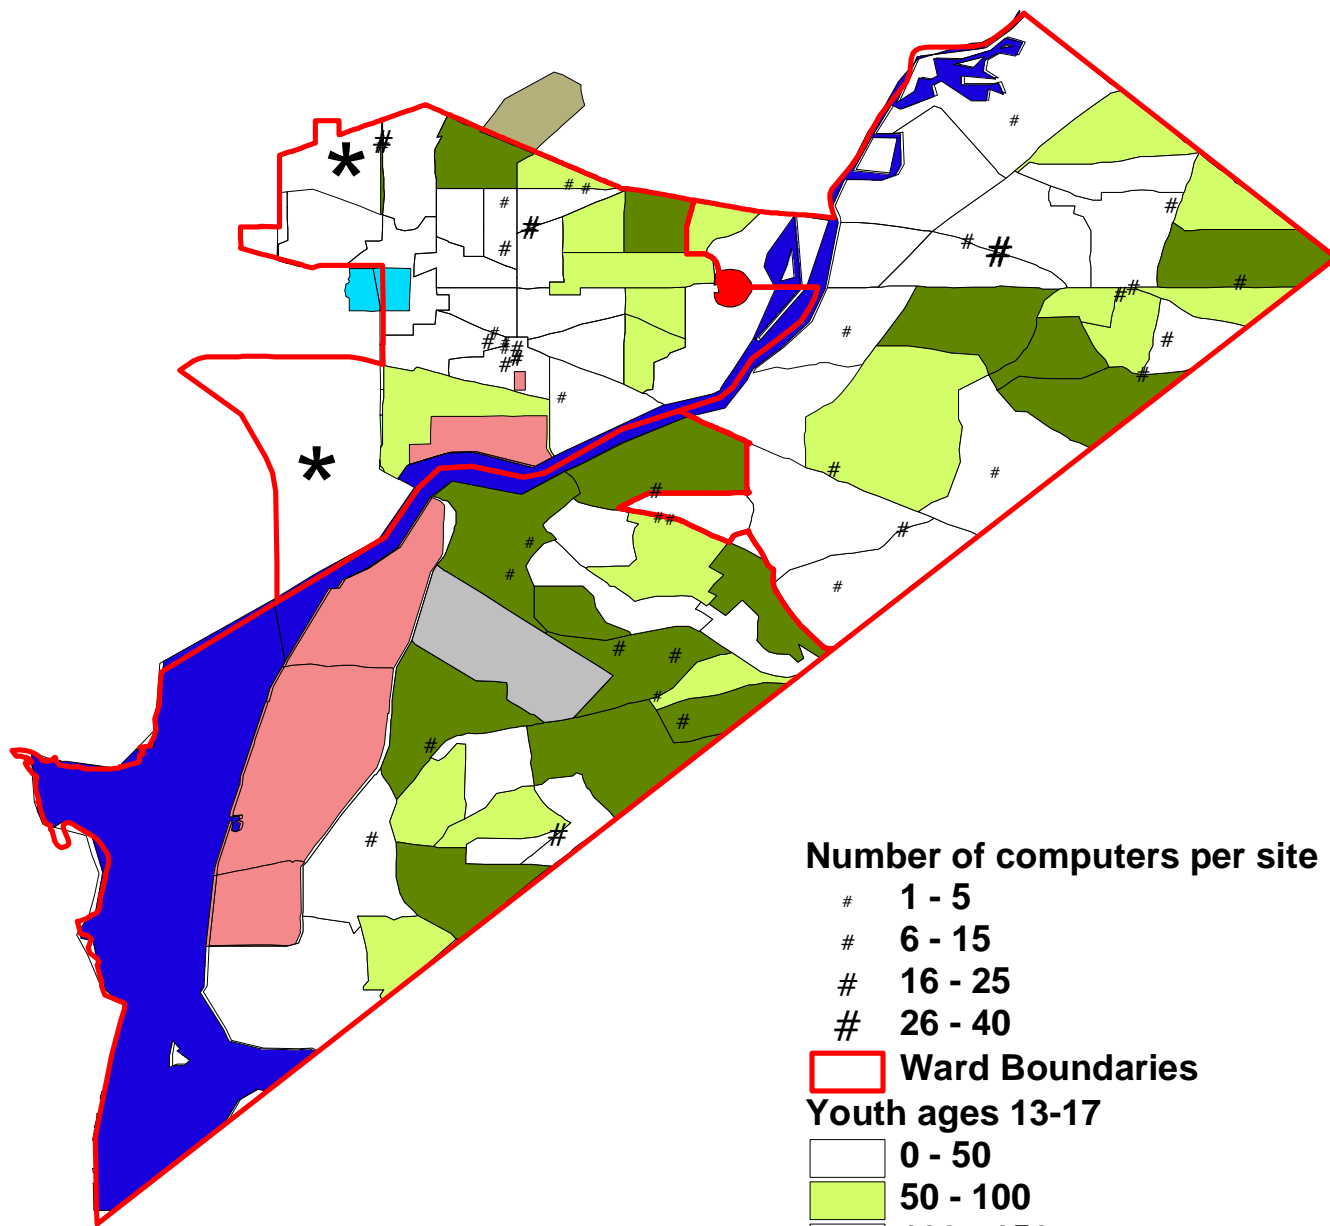 Number of computers per site
# 1 - 5
# 6 - 15
# 16 - 25
# 26 - 40
Ward Boundaries
Youth ages 13-17
0 - 50
50 - 100